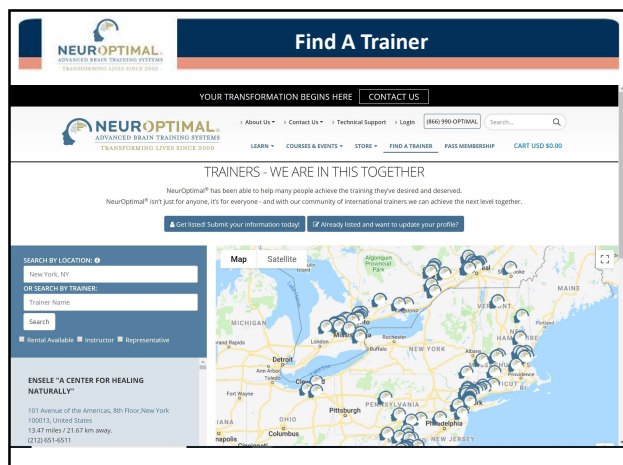 NEUROPTIMAL®
ADVANCED BRAIN TRAINING SYSTEMS
TRANSFORMING LIVES SINCE 2000
Find A Trainer
YOUR TRANSFORMATION BEGINS HERE CONTACT US
NEUROPTIMAL®
ADVANCED BRAIN TRAINING SYSTEMS
TRANSFORMING LIVES SINCE 2000
> About Us > Contact Us > Technical Support > Login (866) 990-OPTIMAL Search...
LEARN COURSES & EVENTS STORE FIND A TRAINER PASS MEMBERSHIP CART USD $0.00
TRAINERS - WE ARE IN THIS TOGETHER
NeurOptimal® has been able to help many people achieve the training they've desired and deserved.
NeurOptimal® isn't just for anyone, it's for everyone - and with our community of international trainers we can achieve the next level together.
Get listed! Submit your information today! Already listed and want to update your profile?
SEARCH BY LOCATION:
New York, NY
OR SEARCH BY TRAINER:
Trainer Name
Search
Rental Available Instructor Representative
ENSELE "A CENTER FOR HEALING
NATURALLY"
101 Avenue of the Americas, 8th Floor,New York
100013, United States
13.47 miles / 21.67 km away.
(212) 651-6511
Map Satellite
Island
Algonquin
Provincial
Park
MAINE
VERMONT
Portland
MICHIGAN
Rochester
HAM IRE
London
Buffalo
NEW YORK
Albany
Detroit
Ann Arbor
Toledo
Providence
Fort Wayne
PENNSYLVANIA
Pittsburgh
OHIO
Philadelphia
IANA
Columbus
napolis
NEW JERSEY
Cincinnati